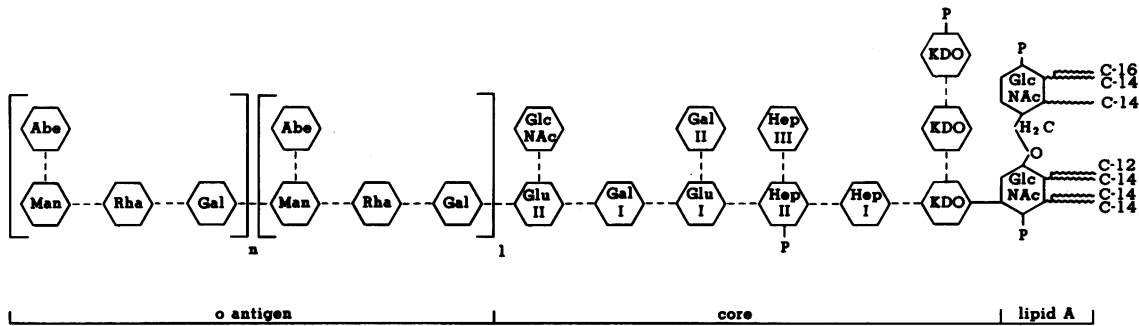 P
KDO
P
Glc
NAc
C-16
C-14
C-14
Abe
Abe
Glc
NAc
Gal
II
Hep
III
KDO
H₂C
O
Man
Rha
Gal
Man
Rha
Gal
Glu
II
Gal
I
Glu
I
Hep
II
Hep
I
KDO
Glc
NAc
C-12
C-14
C-14
C-14
n
1
P
P
o antigen
core
lipid A